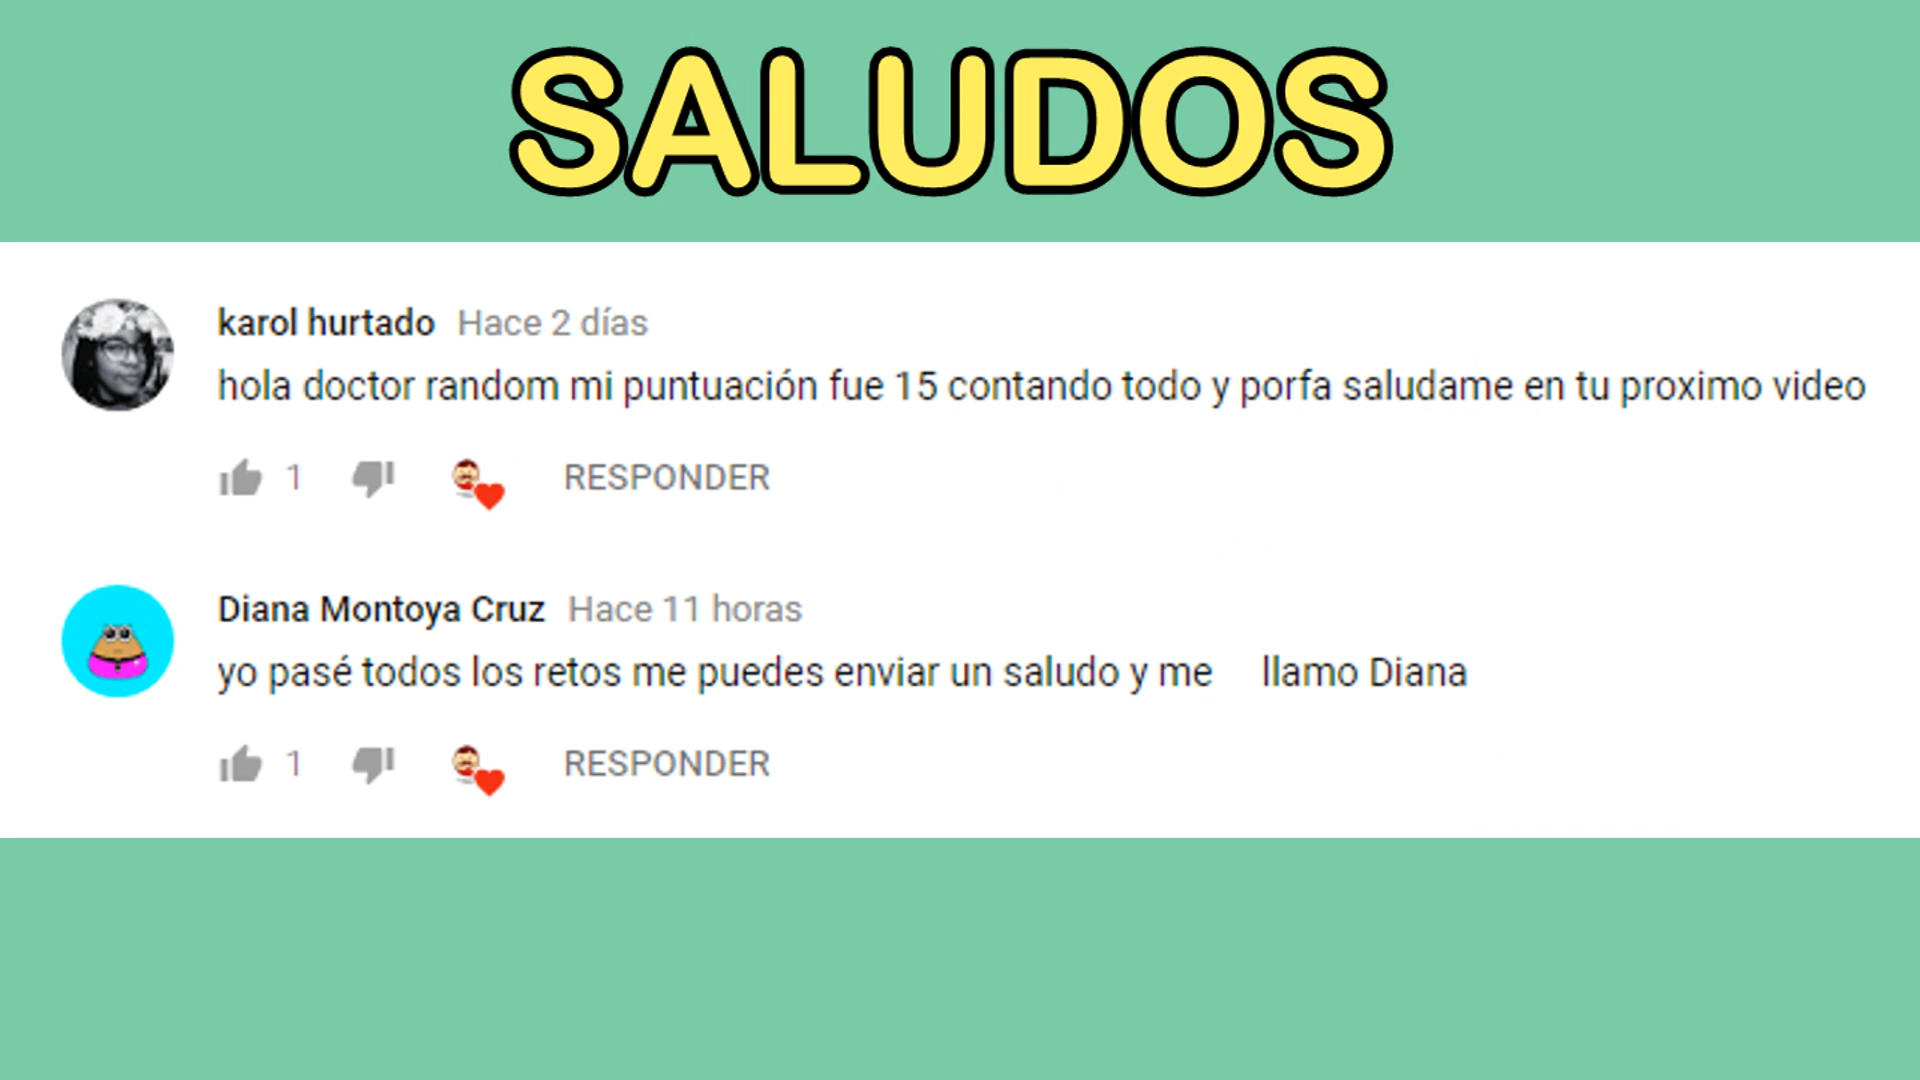 SALUDOS
karol hurtado Hace 2 días
hola doctor random mi puntuación fue 15 contando todo y porfa saludame en tu proximo video
1 RESPONDER
Diana Montoya Cruz Hace 11 horas
yo pasé todos los retos me puedes enviar un saludo y me llamo Diana
1 RESPONDER